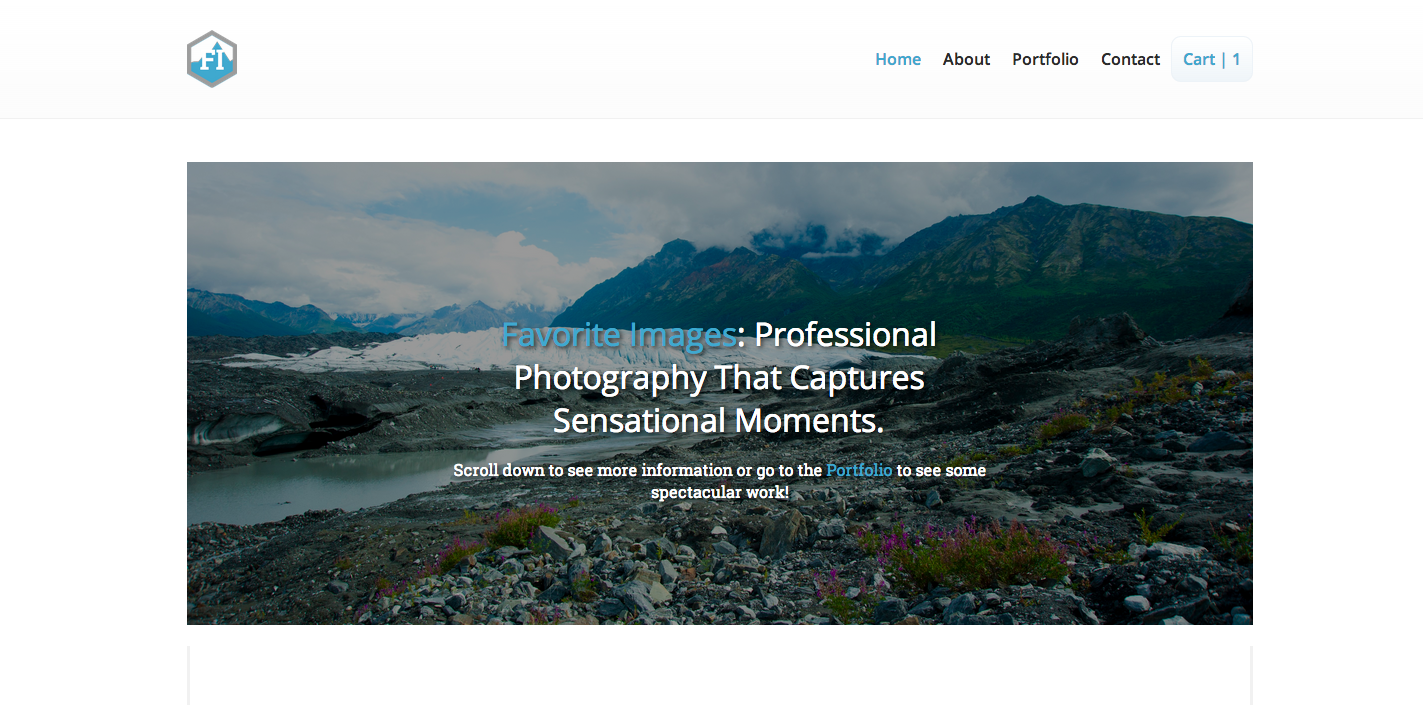 FI
Home About Portfolio Contact Cart | 1
Favorite Images: Professional
Photography That Captures
Sensational Moments.
Scroll down to see more information or go to the Portfolio to see some
spectacular work!